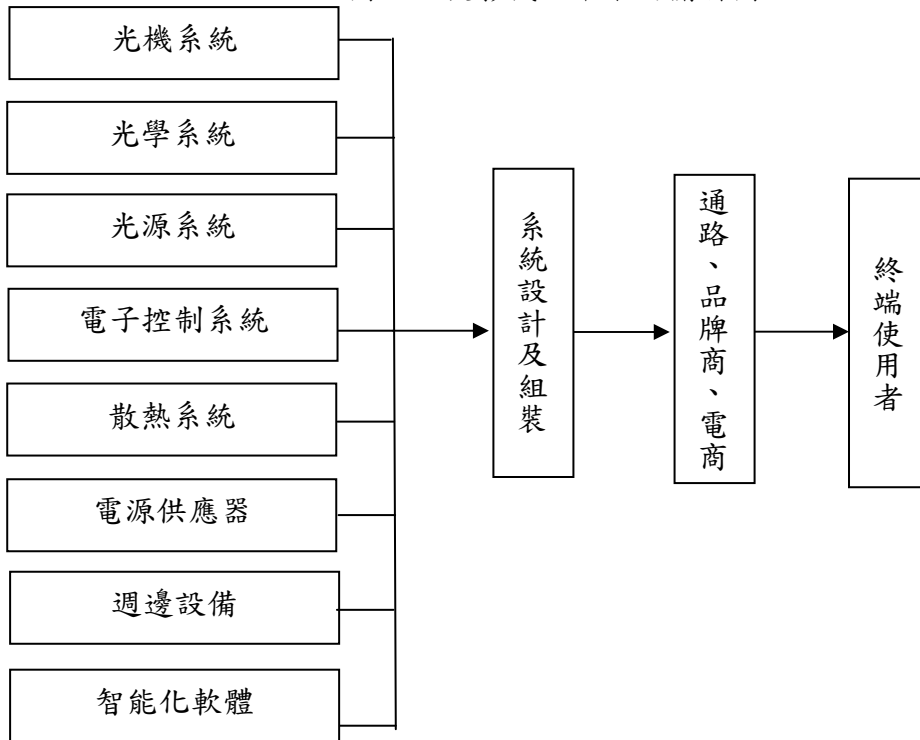 光機系統
光學系統
光源系統
電子控制系統
散熱系統
電源供應器
週邊設備
智能化軟體
系統設計及組裝
通路、品牌商、電商
終端使用者